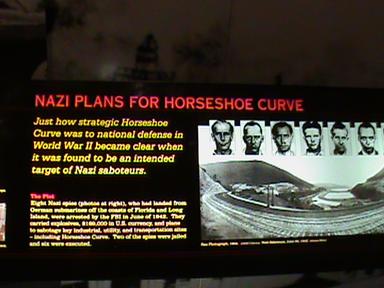 NAZI PLANS FOR HORSESHOE CURVE
Just how strategic Horseshoe
Curve was to national defense in
World War II became clear when
it was found to be an intended
target of Nazi saboteurs.
The Plot
Eight Nazi spies (photos at right), who had landed from
German submarines off the coasts of Florida and Long
Island, were arrested by the FBI in June of 1942. They
carried explosives, $180,000 in U.S. currency, and plans
to sabotage key industrial, utility, and transportation sites
- including Horseshoe Curve. Two of the spies were jailed
and six were executed.